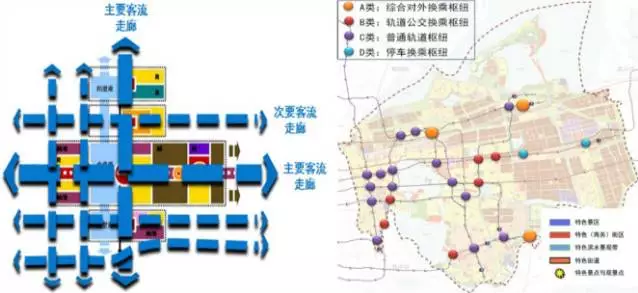 主要客流
走廊
次要客流
走廊
主要客流
走廊
A类：综合对外换乘枢纽
B类：轨道公交换乘枢纽
C类：普通轨道枢纽
D类：停车换乘枢纽
特色景区
特色（商务）街区
特色滨水景观带
特色街道
特色景点与观景点